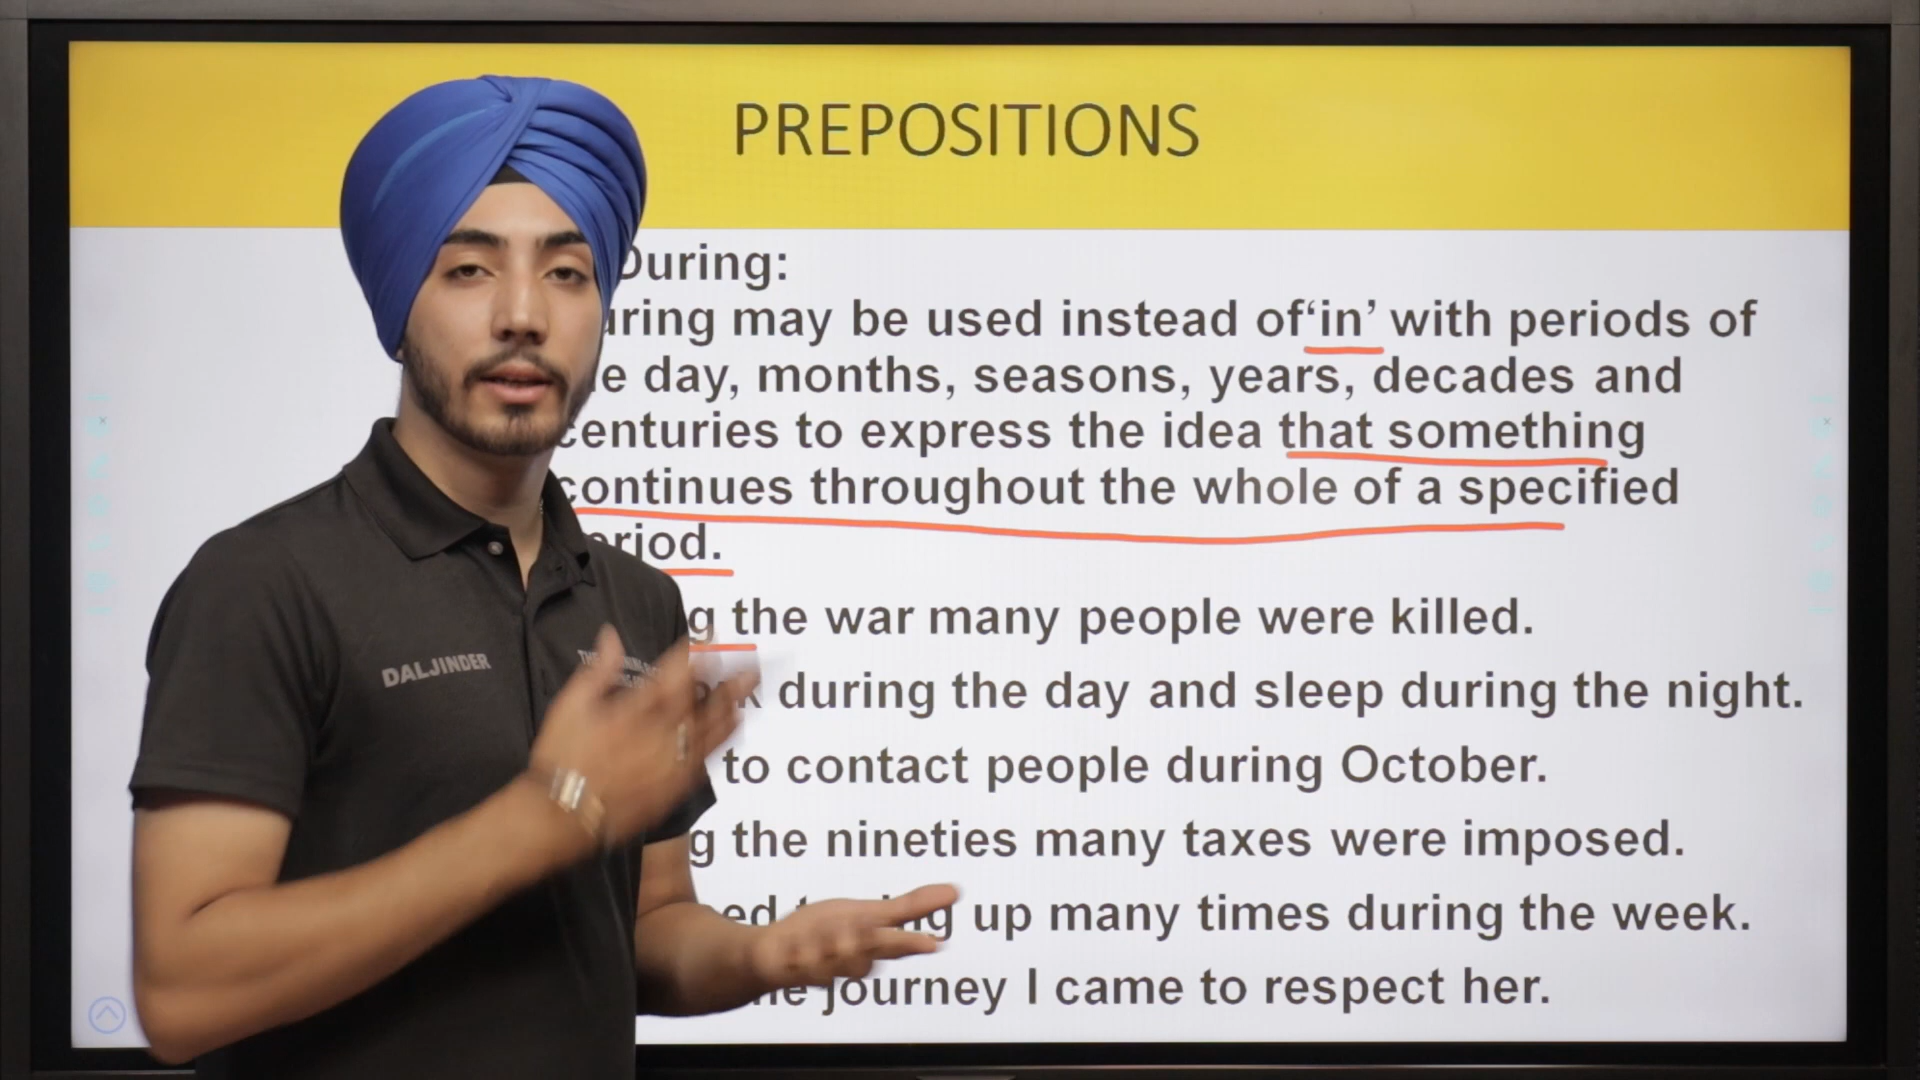 PREPOSITIONS
During:
may be used instead of‘in’ with periods of
day, months, seasons, years, decades and
centuries to express the idea that something
continues throughout the whole of a specified
period.
the war many people were killed.
during the day and sleep during the night.
to contact people during October.
the nineties many taxes were imposed.
up many times during the week.
journey I came to respect her.
DALJINDER